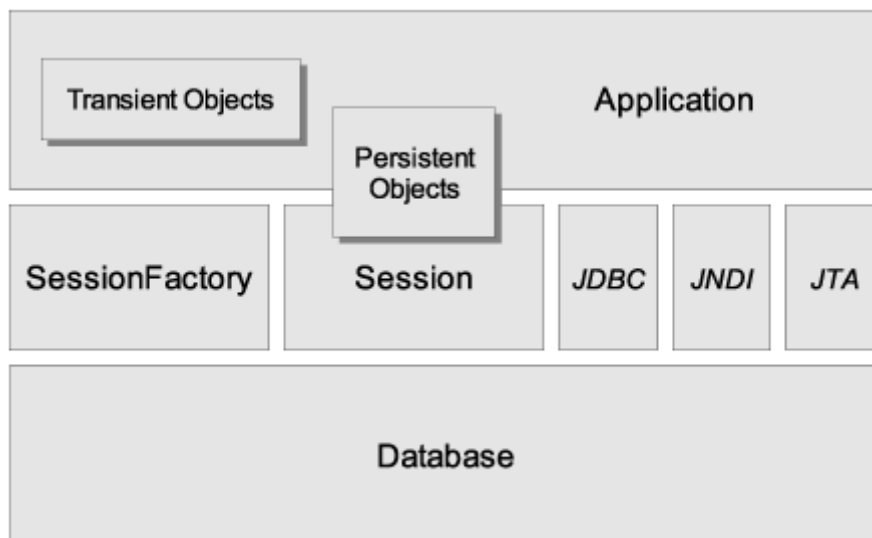 Transient Objects
Application
Persistent
Objects
SessionFactory
Session
JDBC
JNDI
JTA
Database